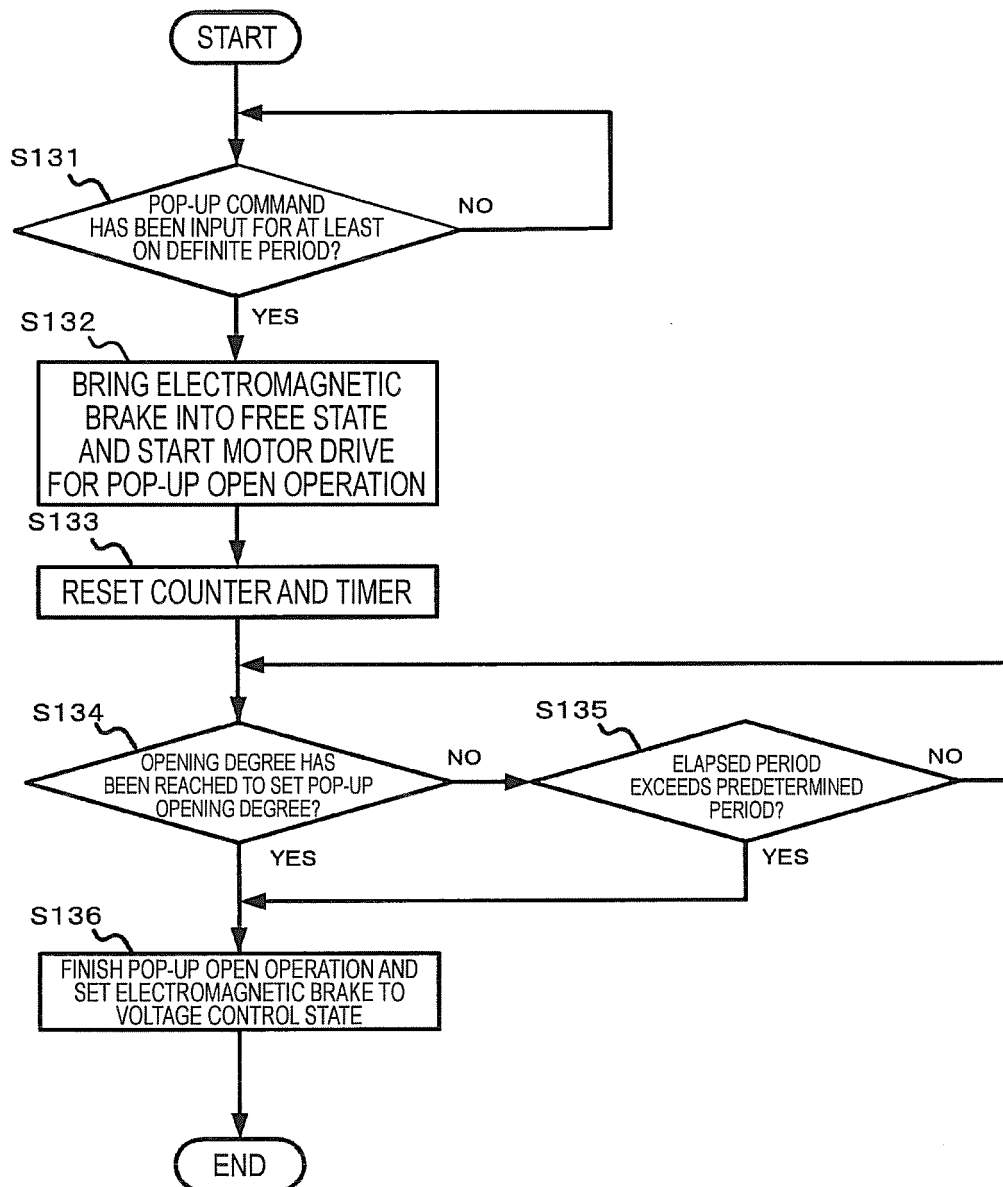 START
S131
POP-UP COMMAND
HAS BEEN INPUT FOR AT LEAST
ON DEFINITE PERIOD?
NO
YES
S132
BRING ELECTROMAGNETIC
BRAKE INTO FREE STATE
AND START MOTOR DRIVE
FOR POP-UP OPEN OPERATION
S133
RESET COUNTER AND TIMER
S134
OPENING DEGREE HAS
BEEN REACHED TO SET POP-UP
OPENING DEGREE?
NO
YES
S135
ELAPSED PERIOD
EXCEEDS PREDETERMINED
PERIOD?
NO
YES
S136
FINISH POP-UP OPEN OPERATION AND
SET ELECTROMAGNETIC BRAKE TO
VOLTAGE CONTROL STATE
END